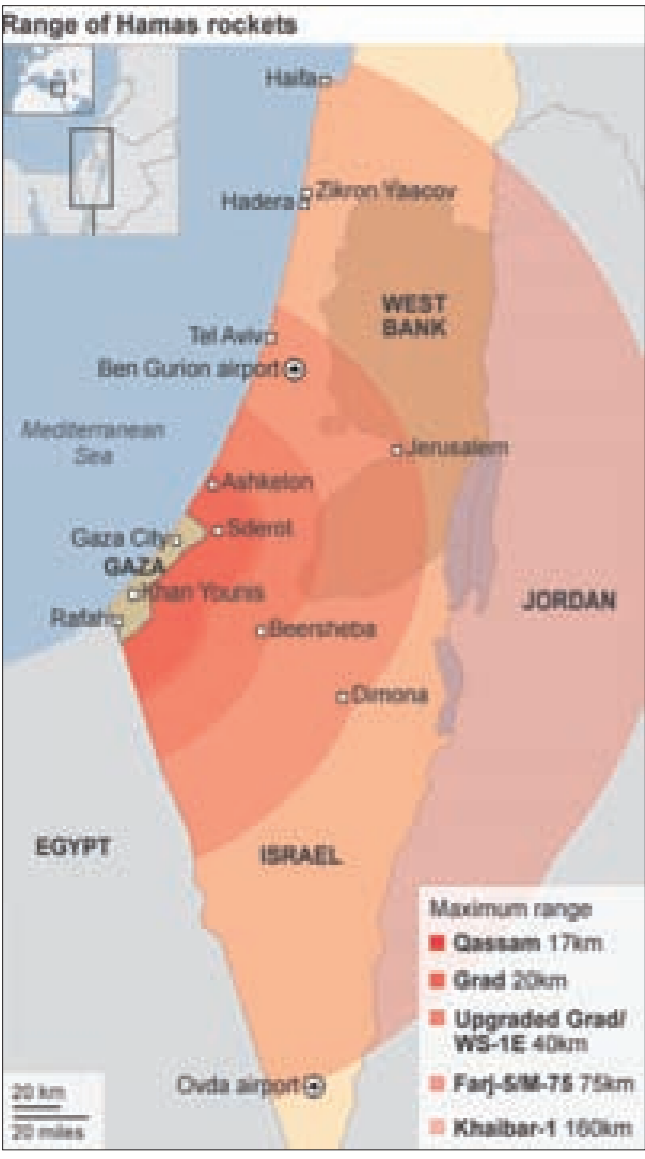 Range of Hamas rockets
Haifa
Zikron Yaacov
Hadera
WEST
BANK
Tel Aviv
Ben Gurion airport
Mediterranean
Sea
Jerusalem
Ashkelon
Sderot
Gaza City
GAZA
Khan Younis
JORDAN
Rafah
Beersheba
Dimona
EGYPT
ISRAEL
Maximum range
Qassam 17km
Grad 20km
Upgraded Grad/
WS-1E 40km
Farj-5/M-75 75km
Khaibar-1 160km
Ovda airport
20 km
20 miles